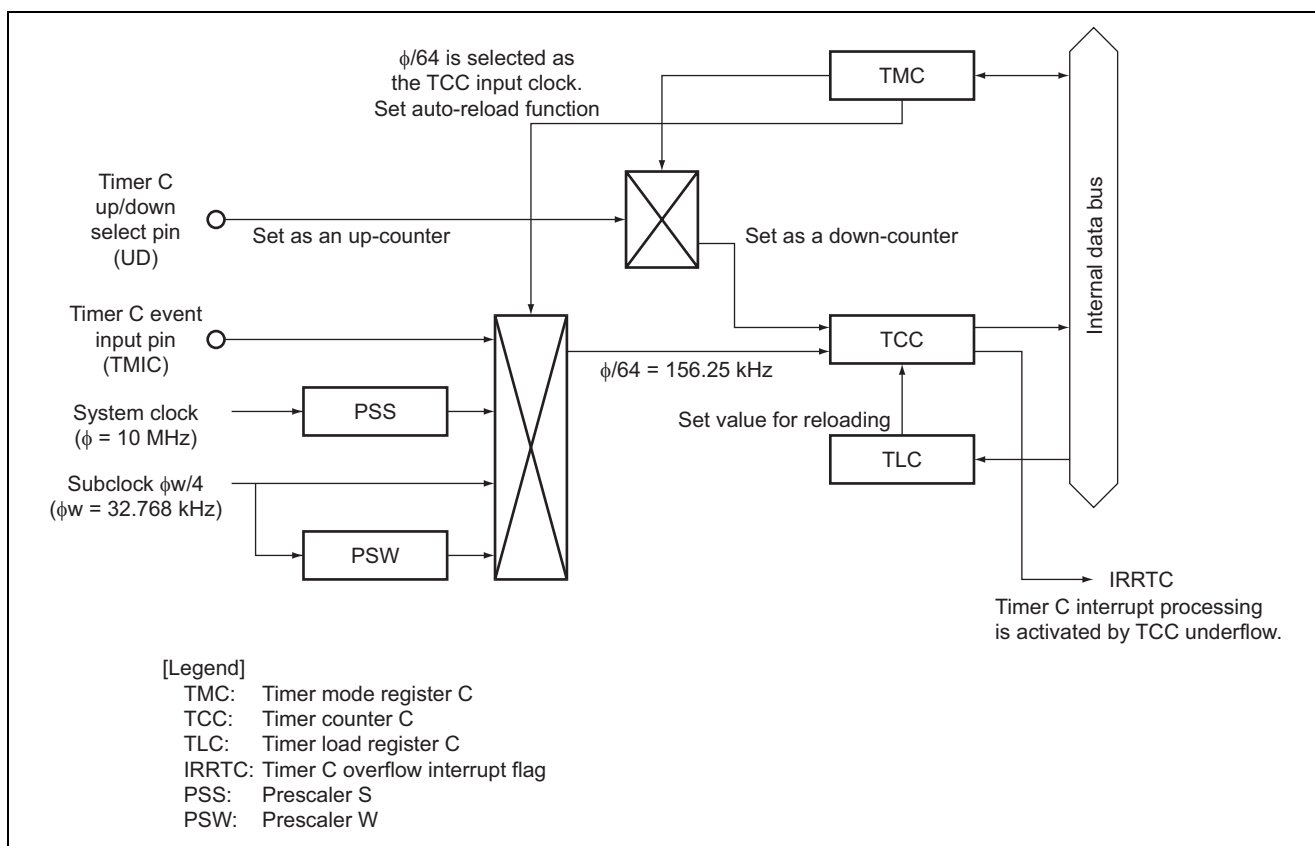 ϕ/64 is selected as
the TCC input clock.
Set auto-reload function
TMC
Timer C
up/down
select pin
(UD)
Set as an up-counter
Set as a down-counter
Internal data bus
Timer C event
input pin
(TMIC)
TCC
ϕ/64 = 156.25 kHz
System clock
(ϕ = 10 MHz)
PSS
Set value for reloading
TLC
Subclock ϕw/4
(ϕw = 32.768 kHz)
PSW
IRRTC
Timer C interrupt processing
is activated by TCC underflow.
[Legend]
TMC: Timer mode register C
TCC: Timer counter C
TLC: Timer load register C
IRRTC: Timer C overflow interrupt flag
PSS: Prescaler S
PSW: Prescaler W